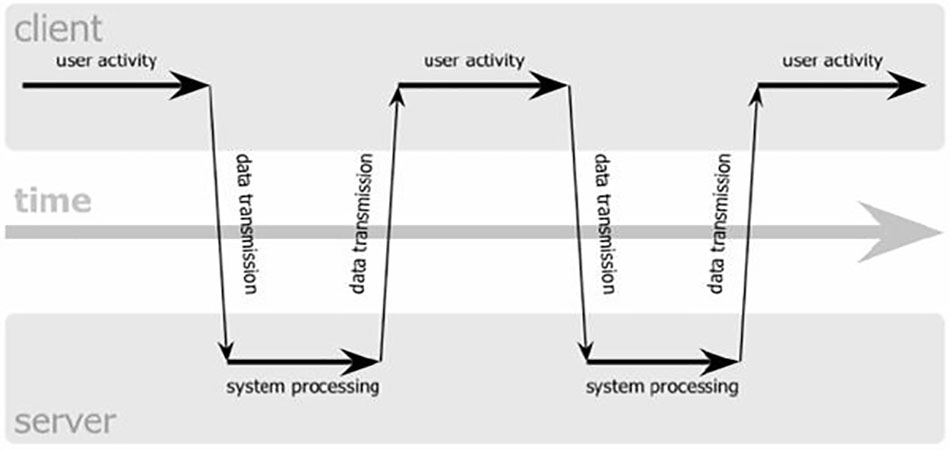 client
user activity
user activity
user activity
data transmission
data transmission
data transmission
data transmission
time
system processing
system processing
server